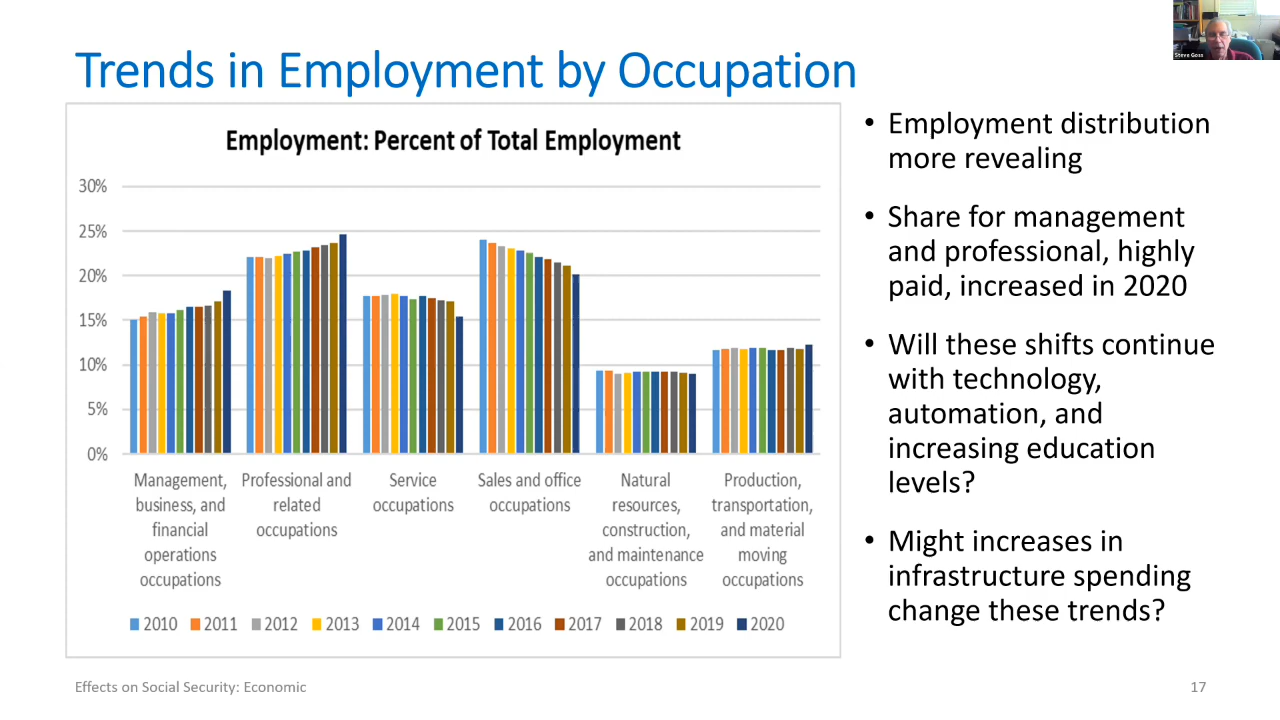 Trends in Employment by Occupation
Steve Goss
Employment: Percent of Total Employment
30%
25%
20%
15%
10%
5%
0%
Management,
business, and
financial
operations
occupations
Professional and
related
occupations
Service
occupations
Sales and office
occupations
Natural
resources,
construction,
and maintenance
occupations
Production,
transportation,
and material
moving
occupations
2010 2011 2012 2013 2014 2015 2016 2017 2018 2019 2020
• Employment distribution
more revealing
• Share for management
and professional, highly
paid, increased in 2020
• Will these shifts continue
with technology,
automation, and
increasing education
levels?
• Might increases in
infrastructure spending
change these trends?
Effects on Social Security: Economic
17